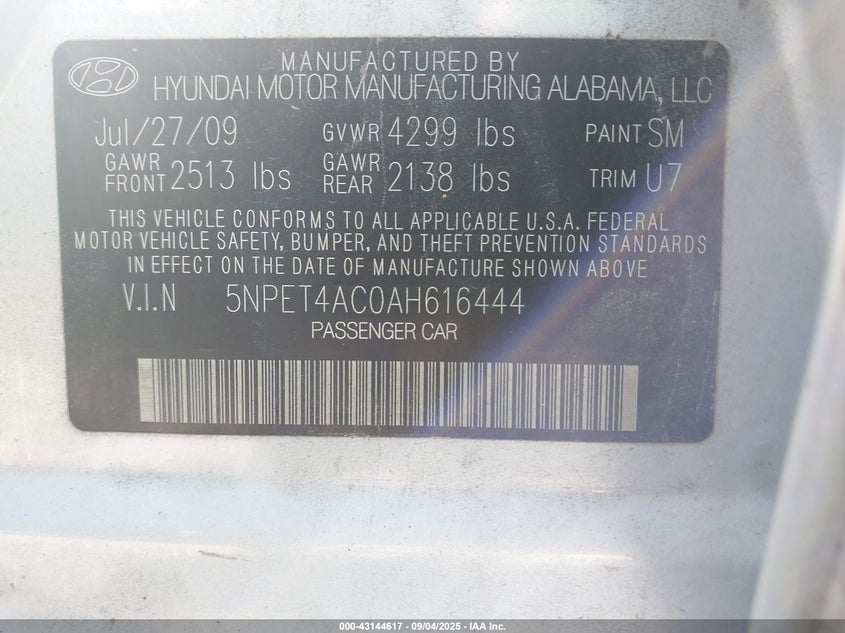 MANUFACTURED BY
HYUNDAI MOTOR MANUFACTURING ALABAMA, LLC
Jul/27/09 GVWR 4299 lbs PAINT SM
GAWR FRONT 2513 lbs GAWR REAR 2138 lbs TRIM U7
THIS VEHICLE CONFORMS TO ALL APPLICABLE U.S.A. FEDERAL
MOTOR VEHICLE SAFETY, BUMPER, AND THEFT PREVENTION STANDARDS
IN EFFECT ON THE DATE OF MANUFACTURE SHOWN ABOVE
V.I.N 5NPET4AC0AH616444
PASSENGER CAR
000-43144617 - 09/04/2025 - IAA Inc.